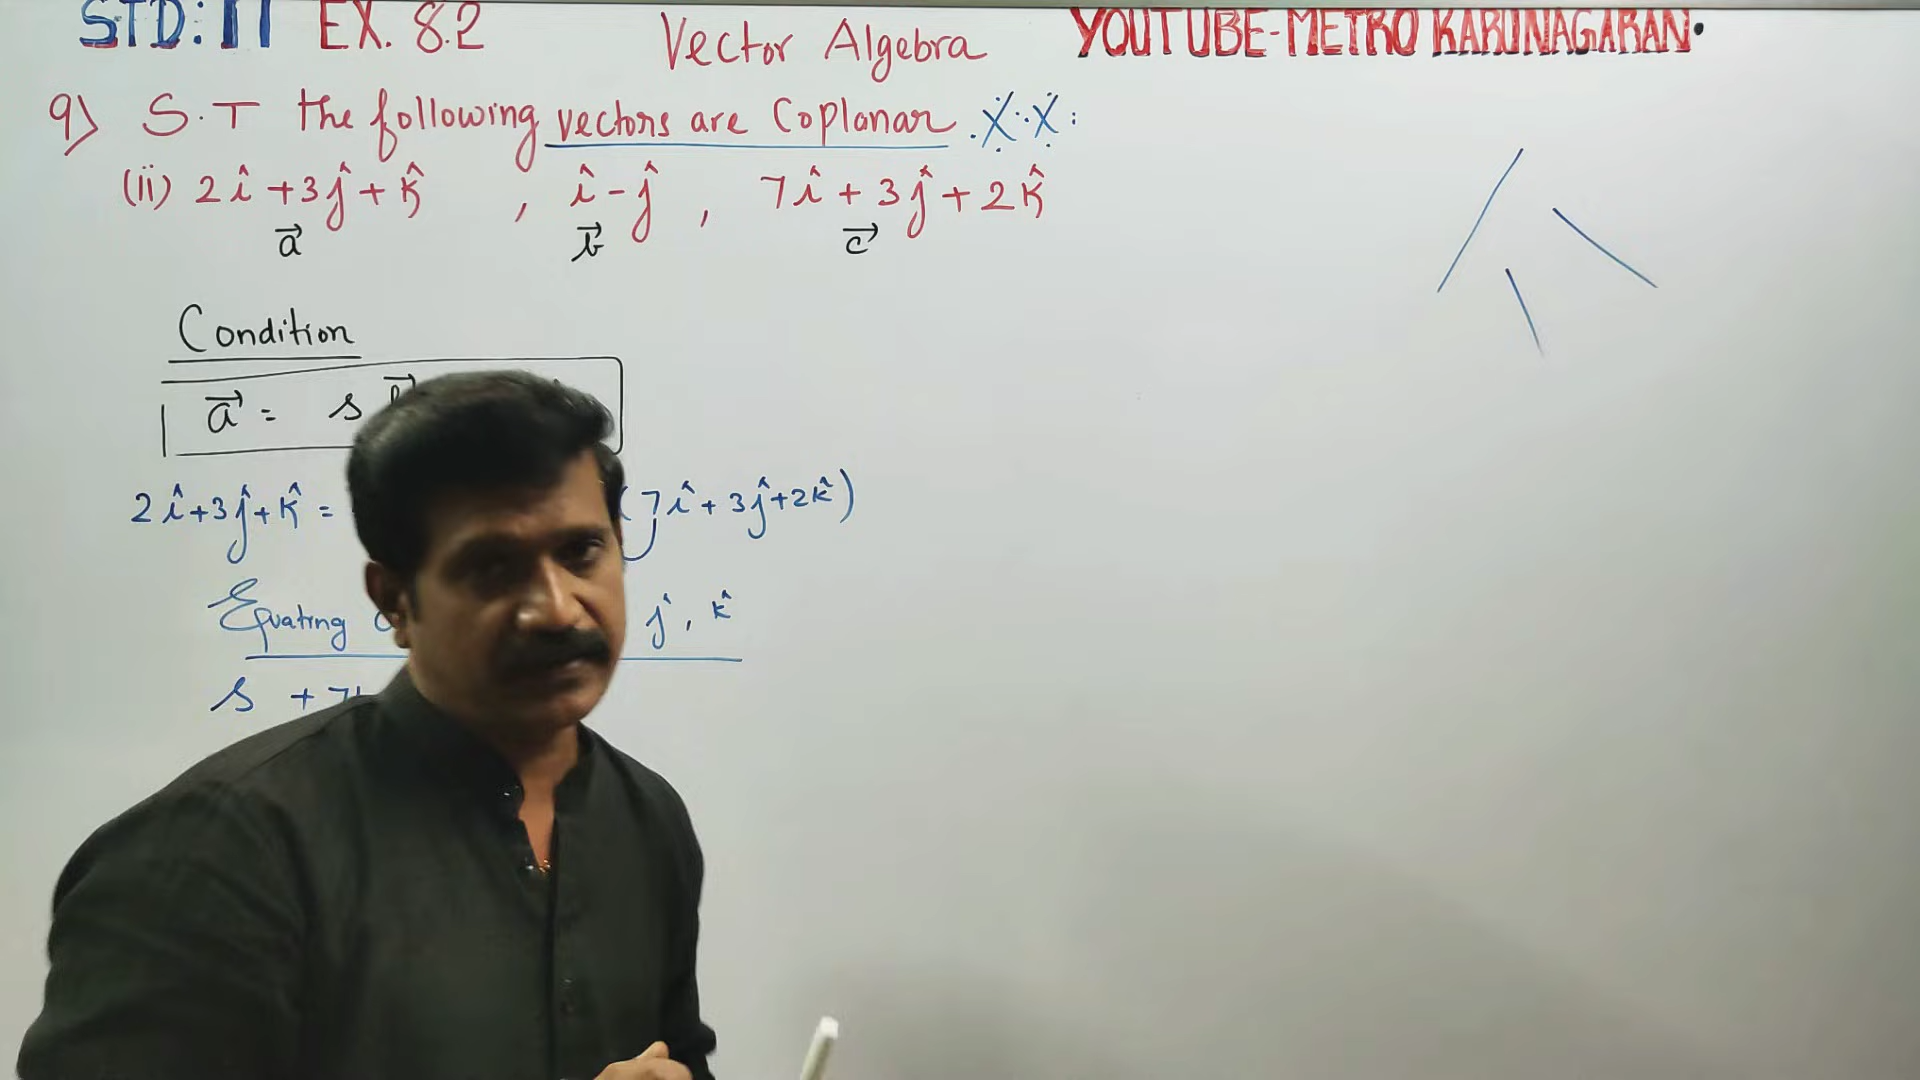 STD: 11 EX. 8.2 Vector Algebra YOUTUBE-METRO KARUNAGARAN.
9) S.T the following vectors are Coplanar.
(ii) 2î + 3ĵ + k̂ , î - ĵ , 7î + 3ĵ + 2k̂
a⃗ b⃗ c⃗
Condition
a⃗ = s
2î+3ĵ+k̂ = (7î + 3ĵ+2k̂)
Equating ĵ, k̂
s + 7